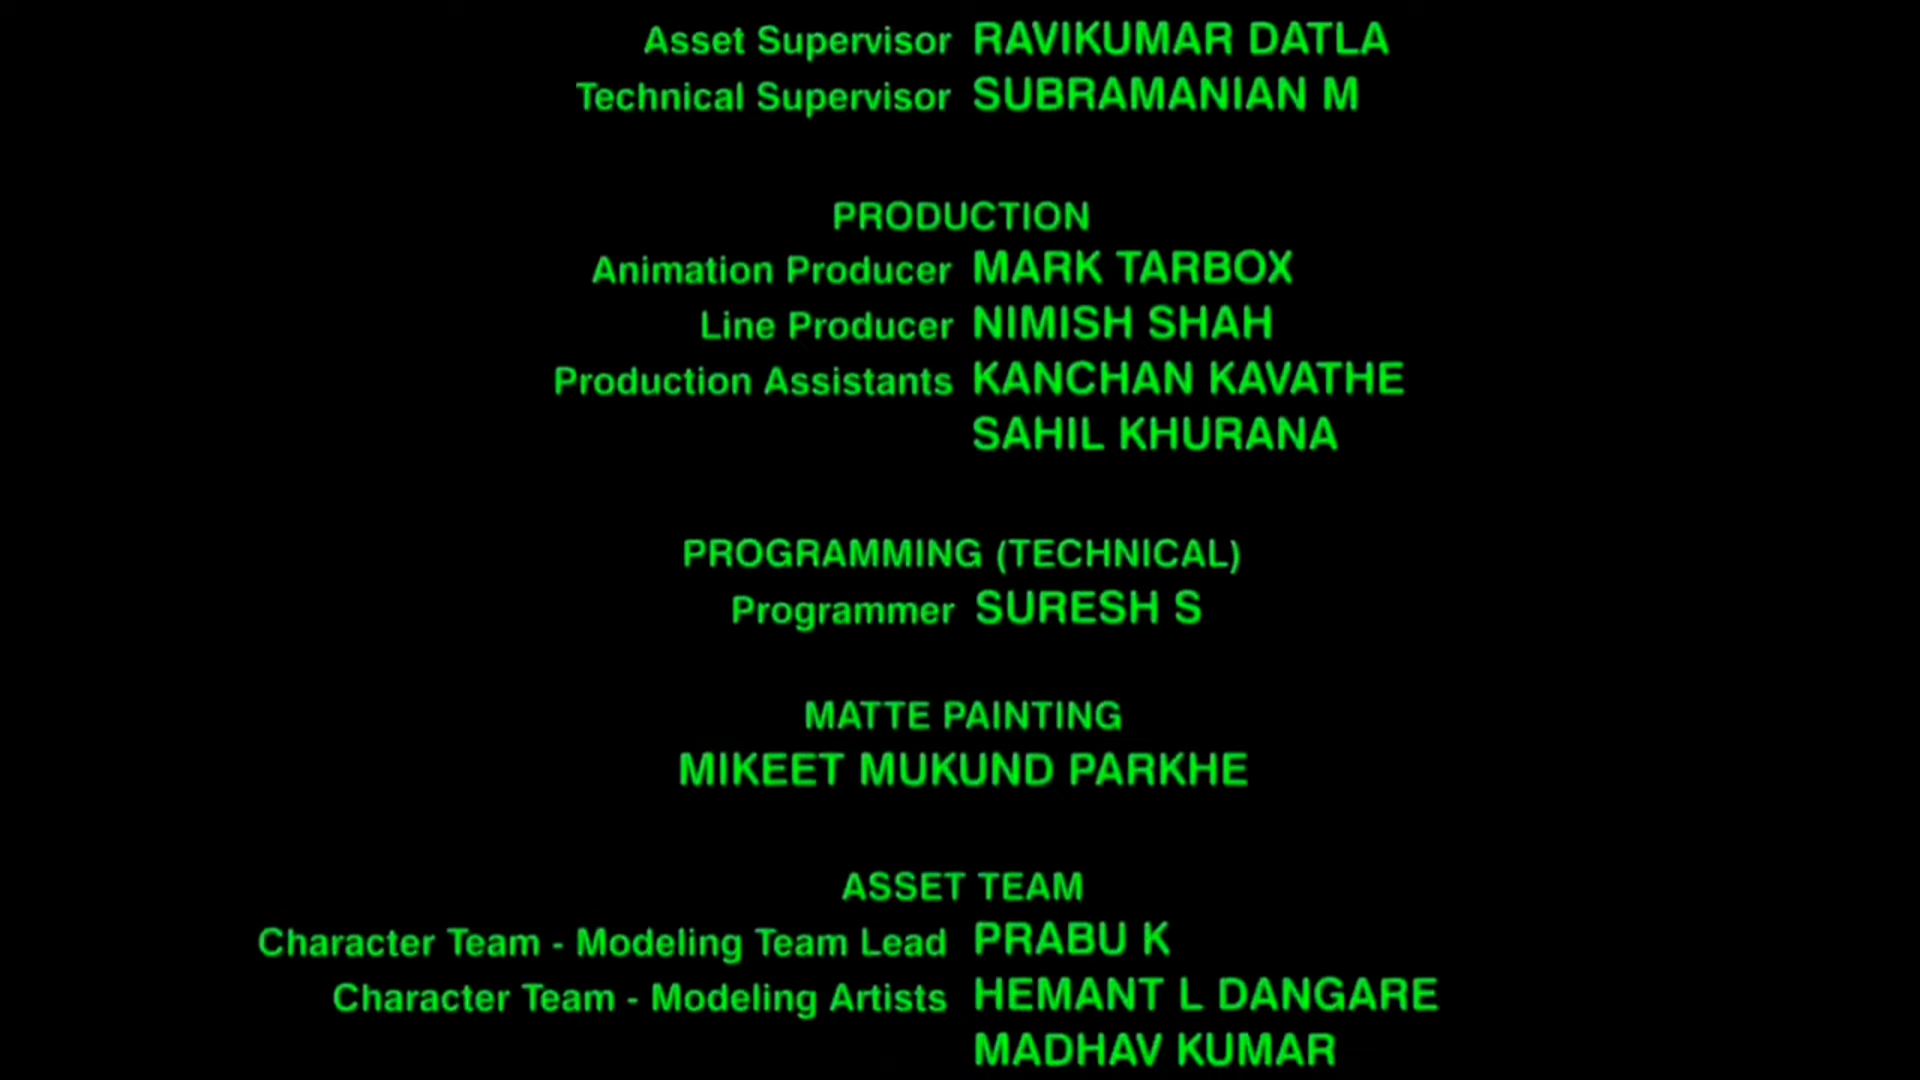 Asset Supervisor RAVIKUMAR DATLA
Technical Supervisor SUBRAMANIAN M
PRODUCTION
Animation Producer MARK TARBOX
Line Producer NIMISH SHAH
Production Assistants KANCHAN KAVATHE
SAHIL KHURANA
PROGRAMMING (TECHNICAL)
Programmer SURESH S
MATTE PAINTING
MIKEET MUKUND PARKHE
ASSET TEAM
Character Team - Modeling Team Lead PRABU K
Character Team - Modeling Artists HEMANT L DANGARE
MADHAV KUMAR